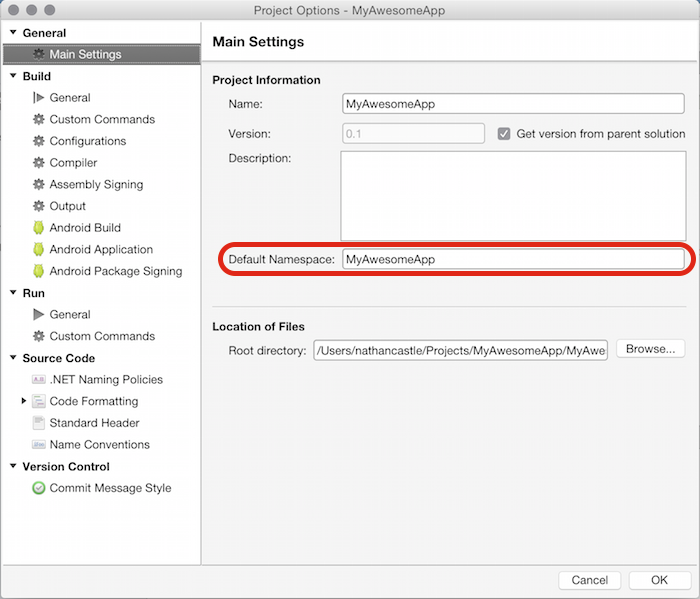 Project Options - MyAwesomeApp
General
Main Settings
Build
General
Custom Commands
Configurations
Compiler
Assembly Signing
Output
Android Build
Android Application
Android Package Signing
Run
General
Custom Commands
Source Code
.NET Naming Policies
Code Formatting
Standard Header
Name Conventions
Version Control
Commit Message Style
Main Settings
Project Information
Name: MyAwesomeApp
Version: 0.1 Get version from parent solution
Description:
Default Namespace: MyAwesomeApp
Location of Files
Root directory: /Users/nathancastle/Projects/MyAwesomeApp/MyAwe Browse...
Cancel OK